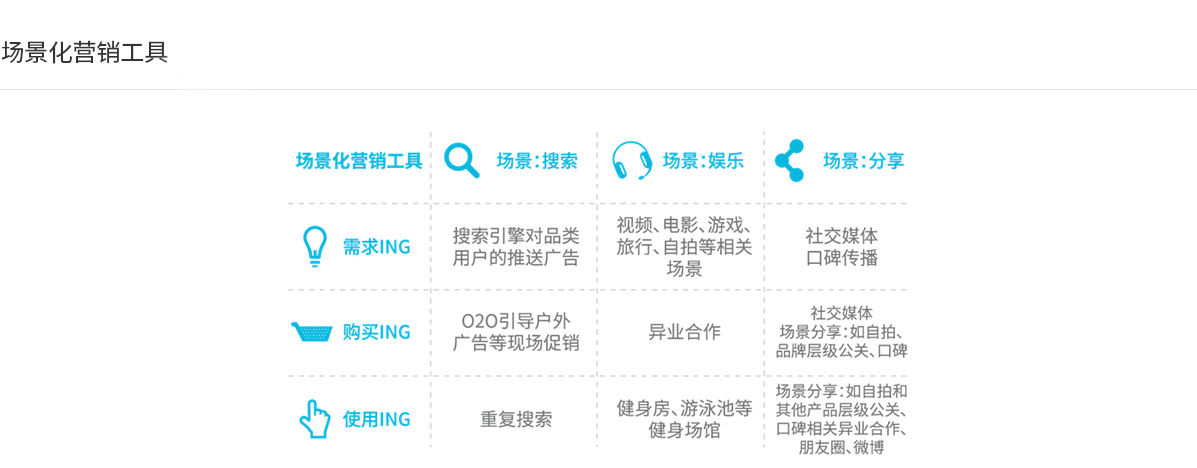 场景化营销工具
场景化营销工具
场景：搜索
场景：娱乐
场景：分享
需求ING
搜索引擎对品类
用户的推送广告
视频、电影、游戏、
旅行、自拍等相关
场景
社交媒体
口碑传播
购买ING
O2O引导户外
广告等现场促销
异业合作
社交媒体
场景分享：如自拍、
品牌层级公关、口碑
使用ING
重复搜索
健身房、游泳池等
健身场馆
场景分享：如自拍和
其他产品层级公关、
口碑相关异业合作、
朋友圈、微博